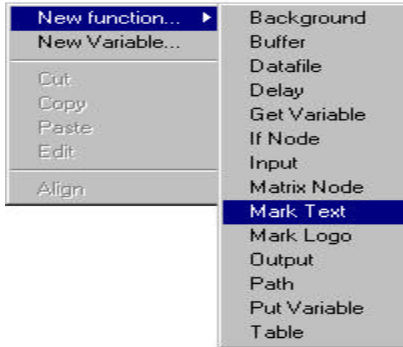 New function...
New Variable...
Cut
Copy
Paste
Edit
Align
Background
Buffer
Datafile
Delay
Get Variable
If Node
Input
Matrix Node
Mark Text
Mark Logo
Output
Path
Put Variable
Table